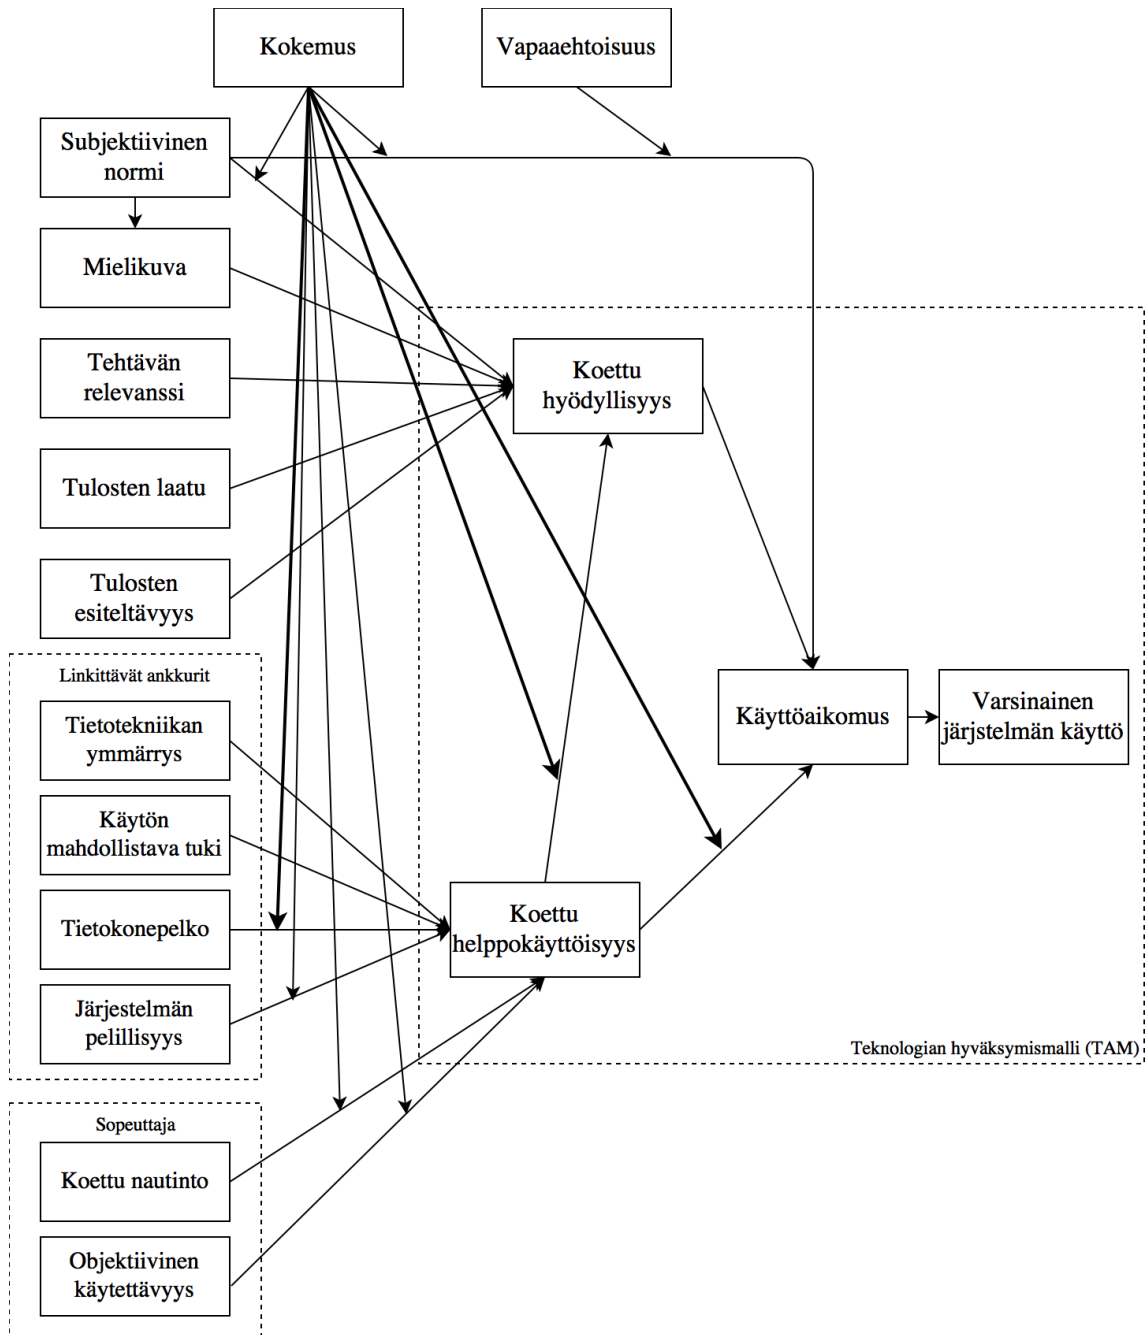 Kokemus
Vapaaehtoisuus
Subjektiivinen
normi
Mielikuva
Tehtävän
relevanssi
Koettu
hyödyllisyys
Tulosten laatu
Tulosten
esiteltävyys
Linkittävät ankkurit
Tietotekniikan
ymmärrys
Käyttöaikomus
Varsinainen
järjstelmän käyttö
Käytön
mahdollistava tuki
Tietokonepelko
Koettu
helppokäyttöisyys
Järjestelmän
pelillisyys
Teknologian hyväksymismalli (TAM)
Sopeuttaja
Koettu nautinto
Objektiivinen
käytettävyys